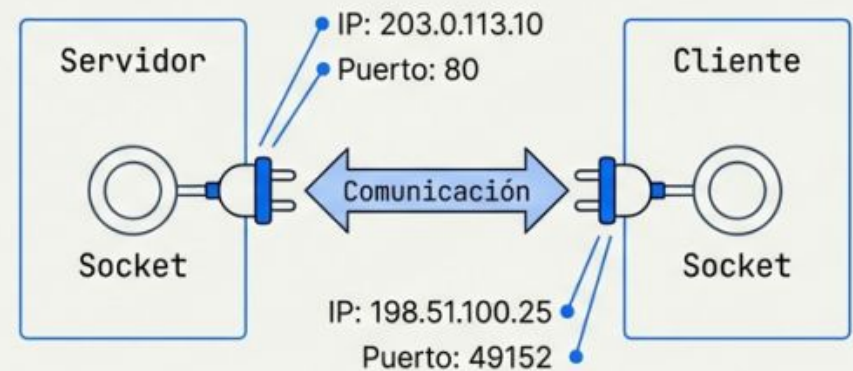 IP: 203.0.113.10
Puerto: 80
Servidor
Cliente
Comunicación
Socket
Socket
IP: 198.51.100.25
Puerto: 49152